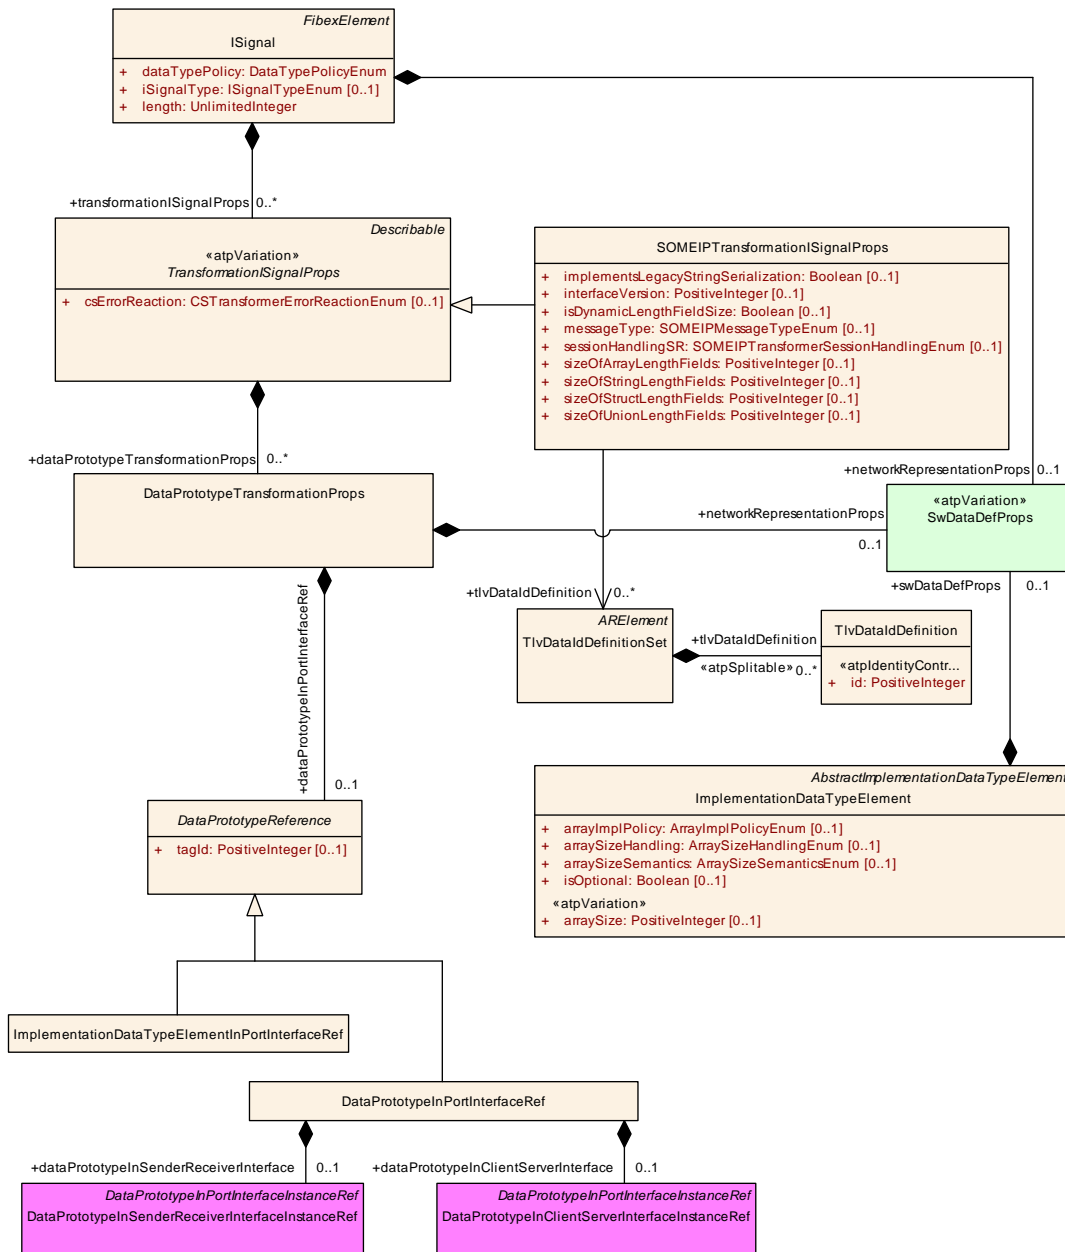 FibexElement
ISignal
+ dataTypePolicy: DataTypePolicyEnum
+ iSignalType: ISignalTypeEnum [0..1]
+ length: UnlimitedInteger
+transformationISignalProps 0..*
Describable
«atpVariation»
TransformationISignalProps
+ csErrorReaction: CSTransformerErrorReactionEnum [0..1]
SOMEIPTransformationISignalProps
+ implementsLegacyStringSerialization: Boolean [0..1]
+ interfaceVersion: PositiveInteger [0..1]
+ isDynamicLengthFieldSize: Boolean [0..1]
+ messageType: SOMEIPMessageTypeEnum [0..1]
+ sessionHandlingSR: SOMEIPTransformerSessionHandlingEnum [0..1]
+ sizeOfArrayLengthFields: PositiveInteger [0..1]
+ sizeOfStringLengthFields: PositiveInteger [0..1]
+ sizeOfStructLengthFields: PositiveInteger [0..1]
+ sizeOfUnionLengthFields: PositiveInteger [0..1]
+dataPrototypeTransformationProps 0..*
+networkRepresentationProps 0..1
DataPrototypeTransformationProps
+networkRepresentationProps
0..1
«atpVariation»
SwDataDefProps
+swDataDefProps 0..1
+tlvDataIdDefinition 0..*
ARElement
TlvDataIdDefinitionSet
+tlvDataIdDefinition
«atpSplitable» 0..*
TlvDataIdDefinition
«atpIdentityContr...
+ id: PositiveInteger
+dataPrototypeInPortInterfaceRef
0..1
AbstractImplementationDataTypeElement
ImplementationDataTypeElement
+ arrayImplPolicy: ArrayImplPolicyEnum [0..1]
+ arraySizeHandling: ArraySizeHandlingEnum [0..1]
+ arraySizeSemantics: ArraySizeSemanticsEnum [0..1]
+ isOptional: Boolean [0..1]
«atpVariation»
+ arraySize: PositiveInteger [0..1]
DataPrototypeReference
+ tagId: PositiveInteger [0..1]
ImplementationDataTypeElementInPortInterfaceRef
DataPrototypeInPortInterfaceRef
+dataPrototypeInSenderReceiverInterface 0..1
+dataPrototypeInClientServerInterface 0..1
DataPrototypeInPortInterfaceInstanceRef
DataPrototypeInSenderReceiverInterfaceInstanceRef
DataPrototypeInPortInterfaceInstanceRef
DataPrototypeInClientServerInterfaceInstanceRef